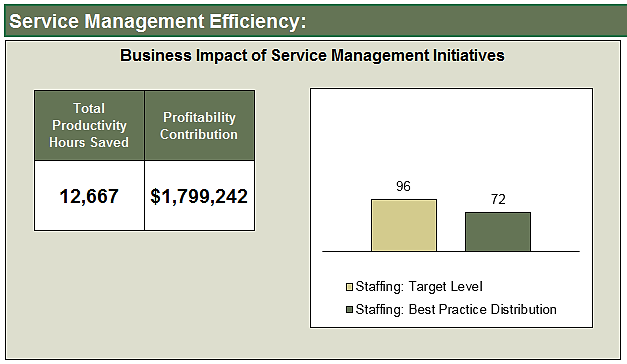 Service Management Efficiency:
Business Impact of Service Management Initiatives
Total
Productivity
Hours Saved
Profitability
Contribution
12,667
$1,799,242
96
72
Staffing: Target Level
Staffing: Best Practice Distribution